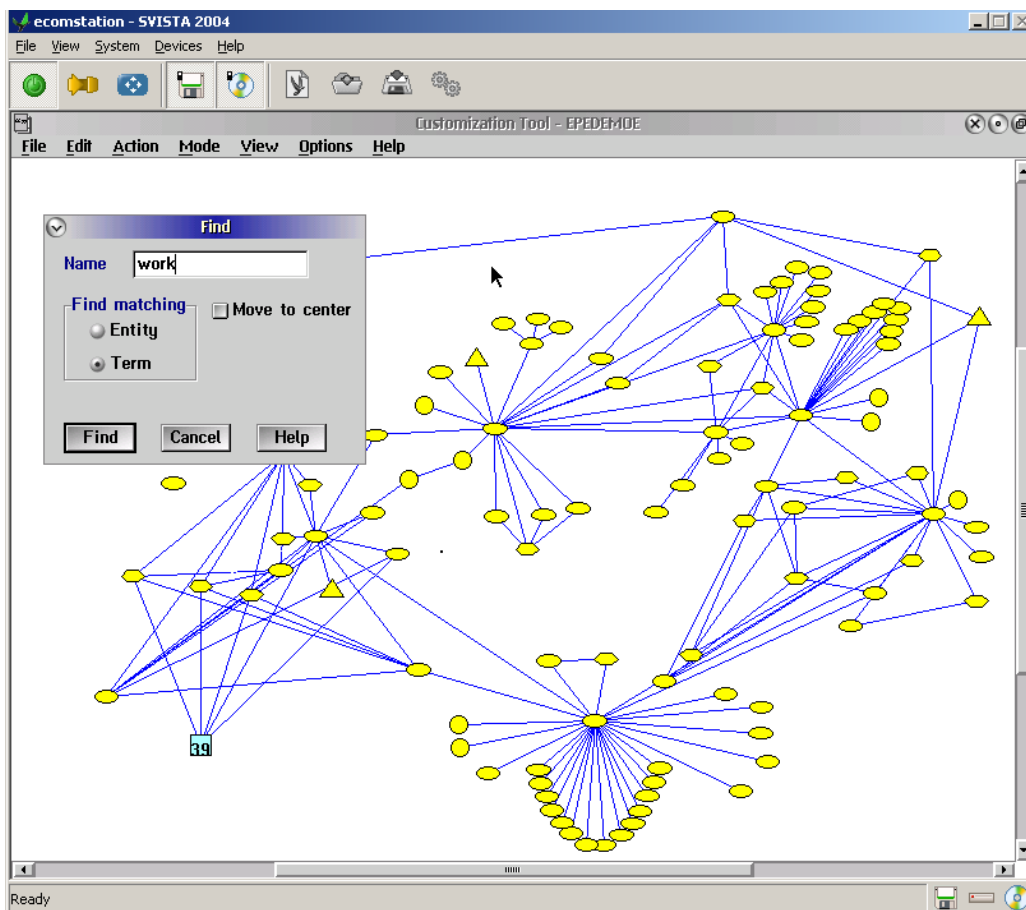 ecomstation - SVISTA 2004
File View System Devices Help
Customization Tool - EPEDEMOE
File Edit Action Mode View Options Help
Find
Name work
Find matching
Move to center
Entity
Term
Find Cancel Help
39
Ready